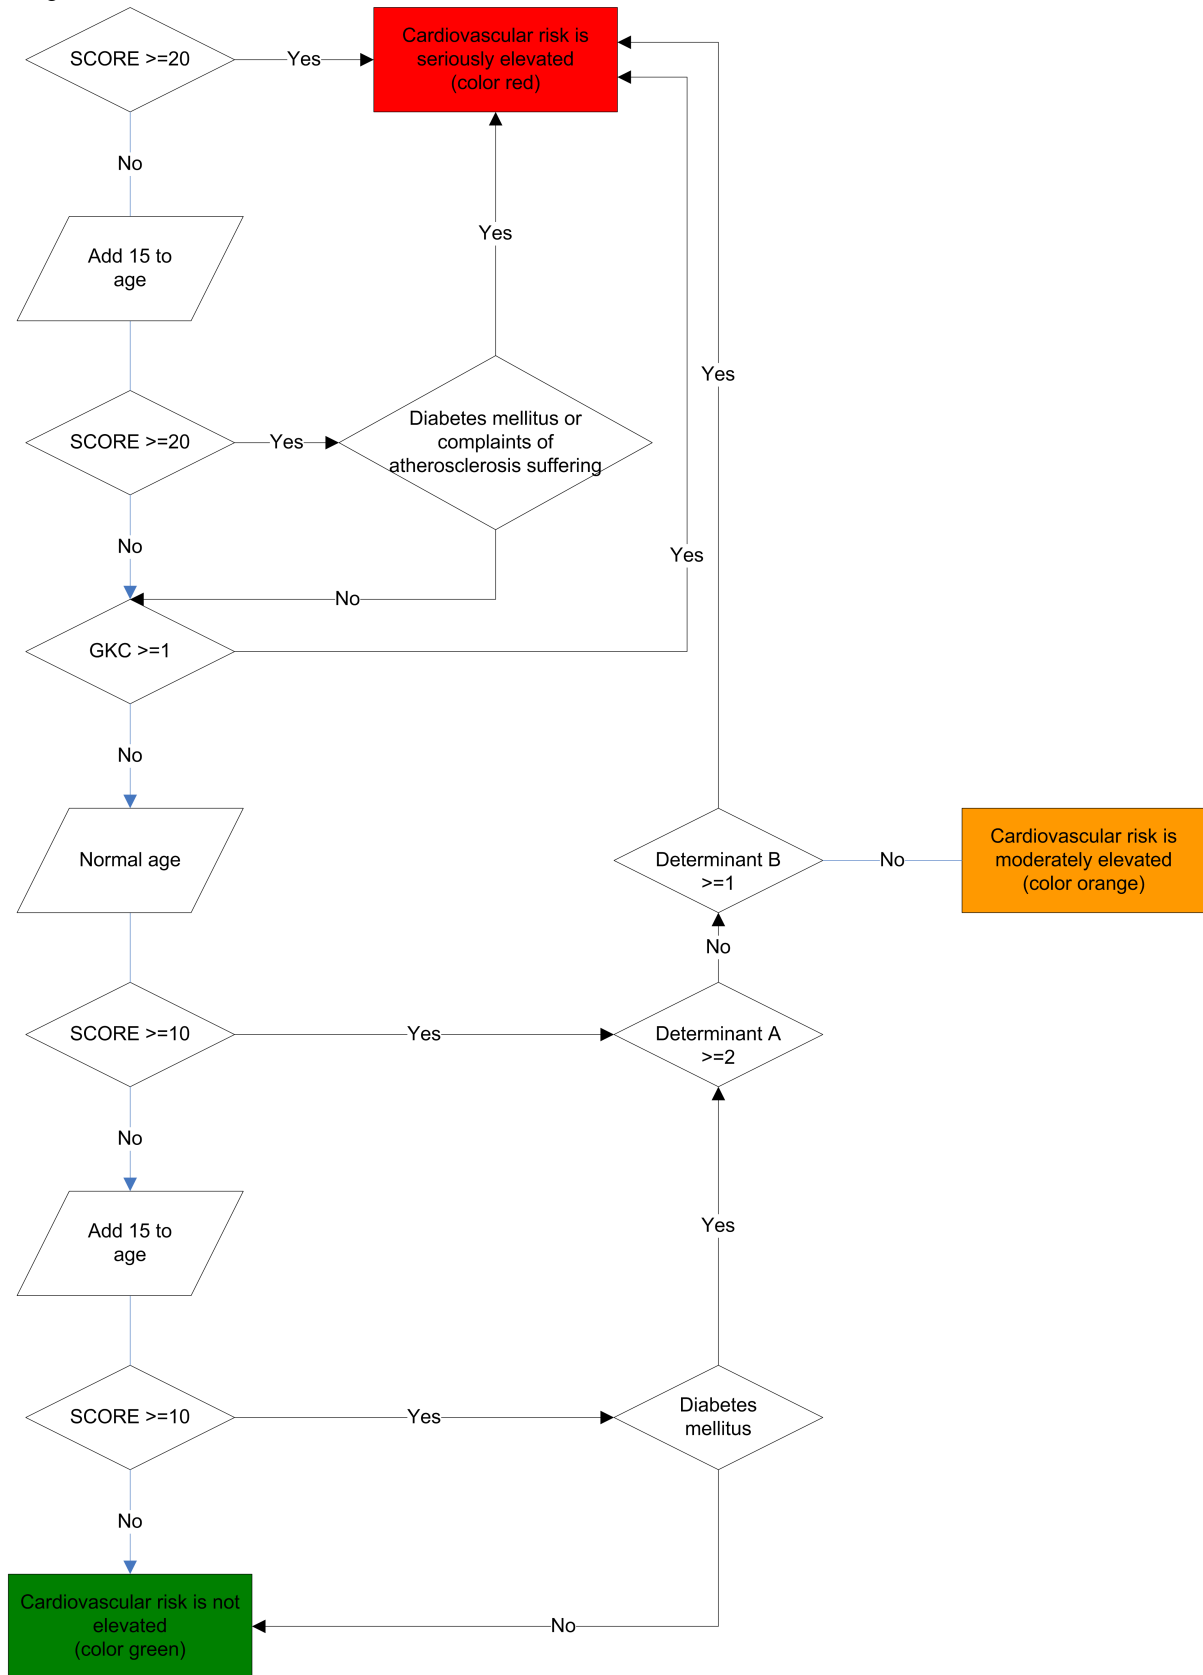 SCORE >=20
Yes
Cardiovascular risk is
seriously elevated
(color red)
No
Add 15 to
age
Yes
Yes
SCORE >=20
Yes
Diabetes mellitus or
complaints of
atherosclerosis suffering
No
Yes
No
GKC >=1
No
Normal age
Determinant B
>=1
No
Cardiovascular risk is
moderately elevated
(color orange)
No
SCORE >=10
Yes
Determinant A
>=2
No
Add 15 to
age
Yes
SCORE >=10
Yes
Diabetes
mellitus
No
Cardiovascular risk is not
elevated
(color green)
No